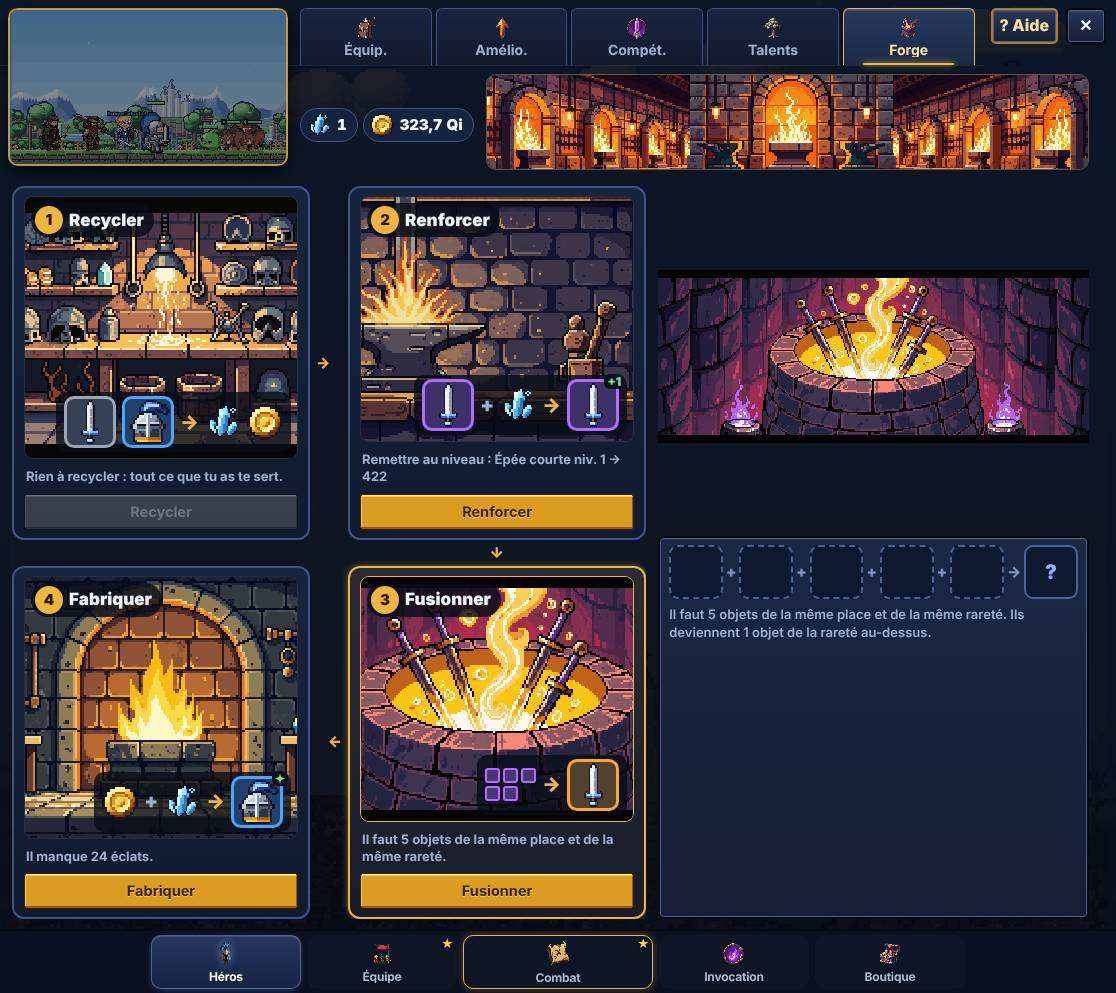 Équip.
Amélio.
Compét.
Talents
Forge
? Aide
×
1
323,7 Qi
1 Recycler
Rien à recycler : tout ce que tu as te sert.
Recycler
2 Renforcer
+1
Remettre au niveau : Épée courte niv. 1 →
422
Renforcer
4 Fabriquer
Il manque 24 éclats.
Fabriquer
3 Fusionner
Il faut 5 objets de la même place et de la
même rareté.
Fusionner
+ + + + → ?
Il faut 5 objets de la même place et de la même rareté. Ils
deviennent 1 objet de la rareté au-dessus.
Héros
Équipe
Combat
Invocation
Boutique